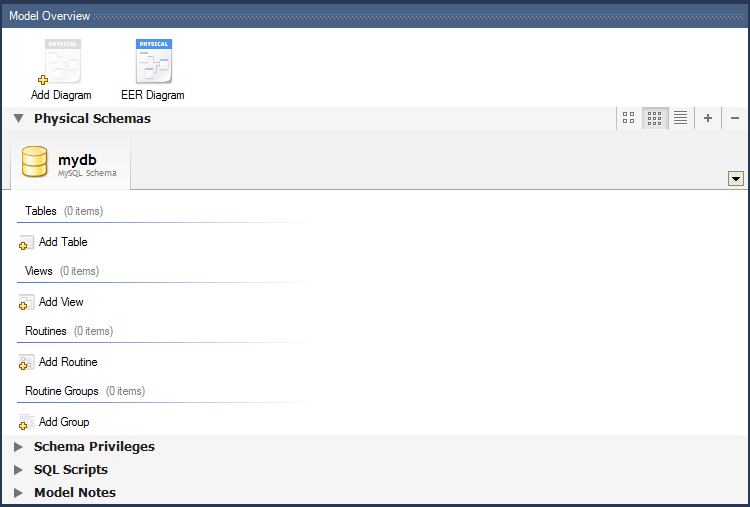 Model Overview
PHYSICAL
PHYSICAL
Add Diagram
EER Diagram
Physical Schemas
mydb
MySQL Schema
Tables (0 items)
Add Table
Views (0 items)
Add View
Routines (0 items)
Add Routine
Routine Groups (0 items)
Add Group
Schema Privileges
SQL Scripts
Model Notes